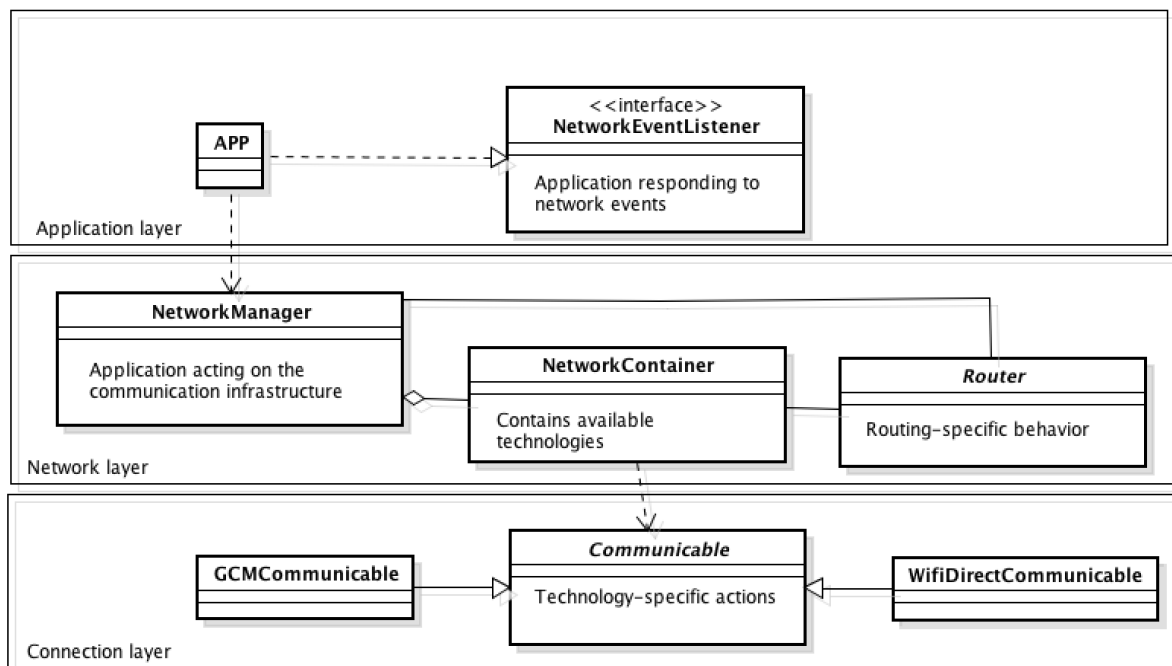 <<interface>>
NetworkEventListener
APP
Application responding to
network events
Application layer
NetworkManager
Application acting on the
communication infrastructure
NetworkContainer
Contains available
technologies
Router
Routing-specific behavior
Network layer
Communicable
Technology-specific actions
GCMCommunicable
WifiDirectCommunicable
Connection layer